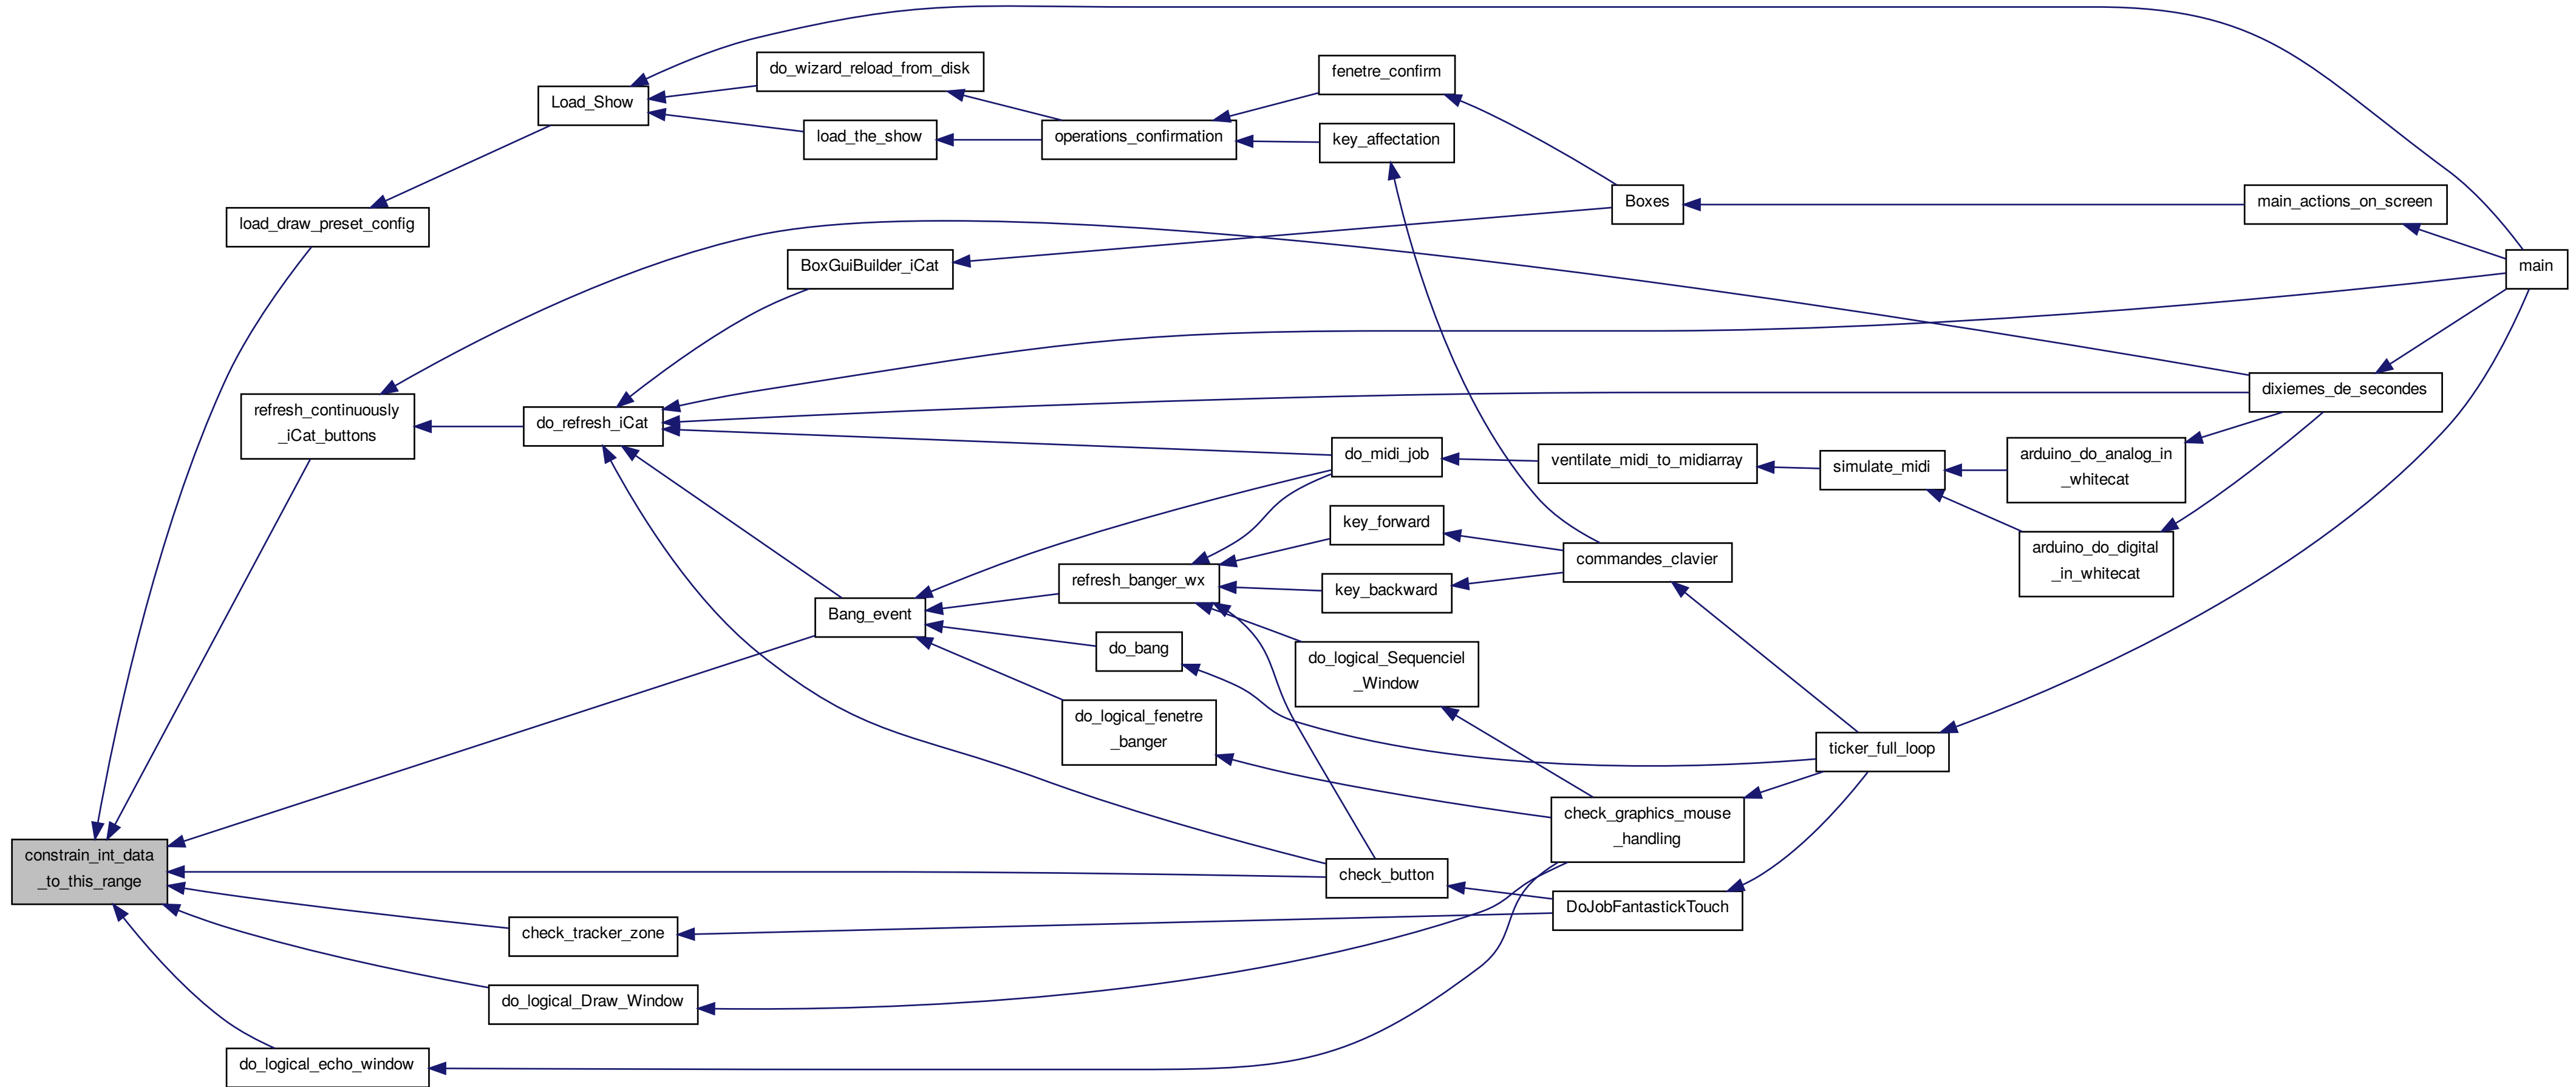 do_wizard_reload_from_disk
fenetre_confirm
Load_Show
load_the_show
operations_confirmation
key_affectation
Boxes
main_actions_on_screen
load_draw_preset_config
BoxGuiBuilder_iCat
main
dixiemes_de_secondes
refresh_continuously
_iCat_buttons
do_refresh_iCat
do_midi_job
ventilate_midi_to_midiarray
simulate_midi
arduino_do_analog_in
_whitecat
key_forward
arduino_do_digital
_in_whitecat
commandes_clavier
refresh_banger_wx
key_backward
Bang_event
do_bang
do_logical_Sequenciel
_Window
do_logical_fenetre
_banger
ticker_full_loop
check_graphics_mouse
_handling
constrain_int_data
_to_this_range
check_button
DoJobFantastickTouch
check_tracker_zone
do_logical_Draw_Window
do_logical_echo_window